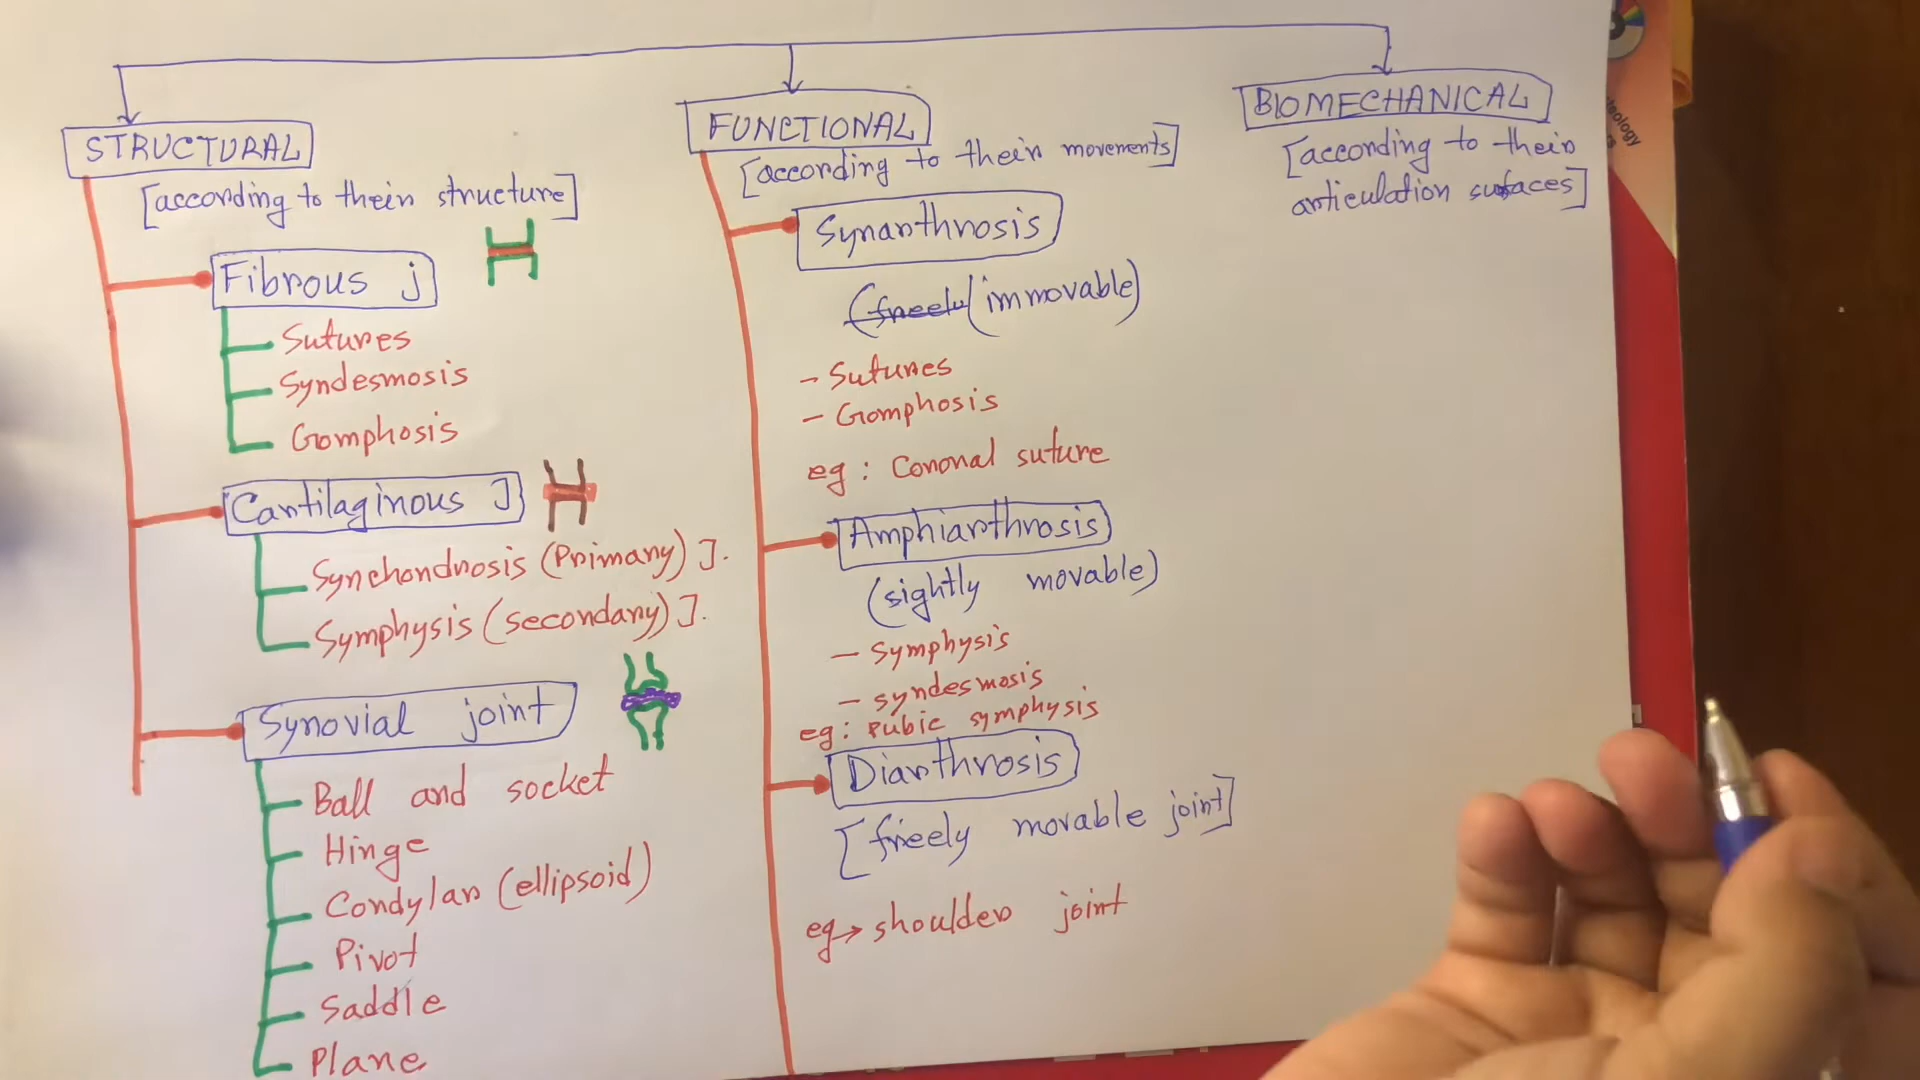 STRUCTURAL
[according to their structure]
Fibrous j
Sutures
Syndesmosis
Gomphosis
Cartilaginous J
Synchondrosis (Primary) J.
Symphysis (secondary) J.
Synovial joint
Ball and socket
Hinge
Condylar (ellipsoid)
Pivot
Saddle
Plane
FUNCTIONAL
[according to their movements]
Synarthrosis
(freely (immovable)
- Sutures
- Gomphosis
eg : Coronal suture
Amphiarthrosis
(sightly movable)
- Symphysis
- syndesmosis
eg : Pubic symphysis
Diarthrosis
[freely movable joint]
eg → shoulder joint
BIOMECHANICAL
[according to their
articulation surfaces]